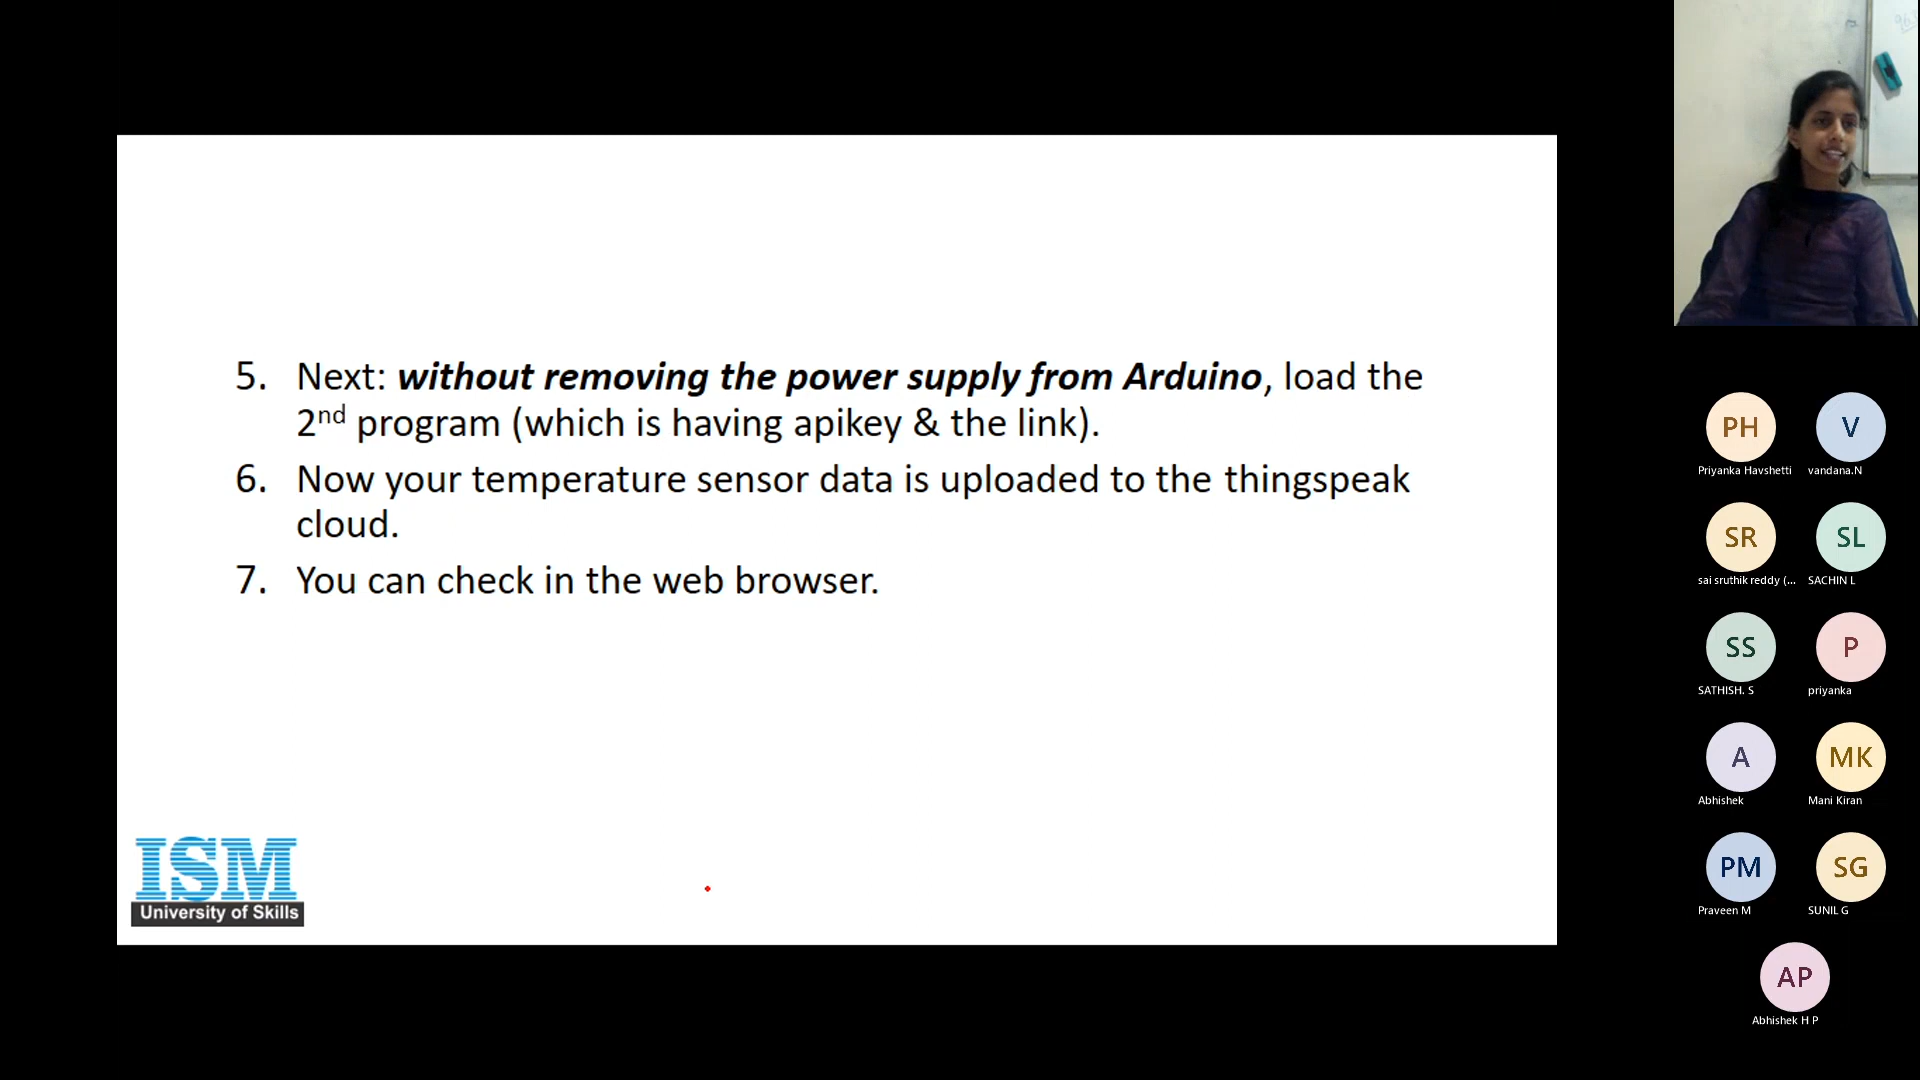 5. Next: without removing the power supply from Arduino, load the
2nd program (which is having apikey & the link).
6. Now your temperature sensor data is uploaded to the thingspeak
cloud.
7. You can check in the web browser.
ISM
University of Skills
PH
V
Priyanka Havshetti
vandana.N
SR
SL
sai sruthik reddy (...
SACHIN L
SS
P
SATHISH. S
priyanka
A
MK
Abhishek
Mani Kiran
PM
SG
Praveen M
SUNIL G
AP
Abhishek H P